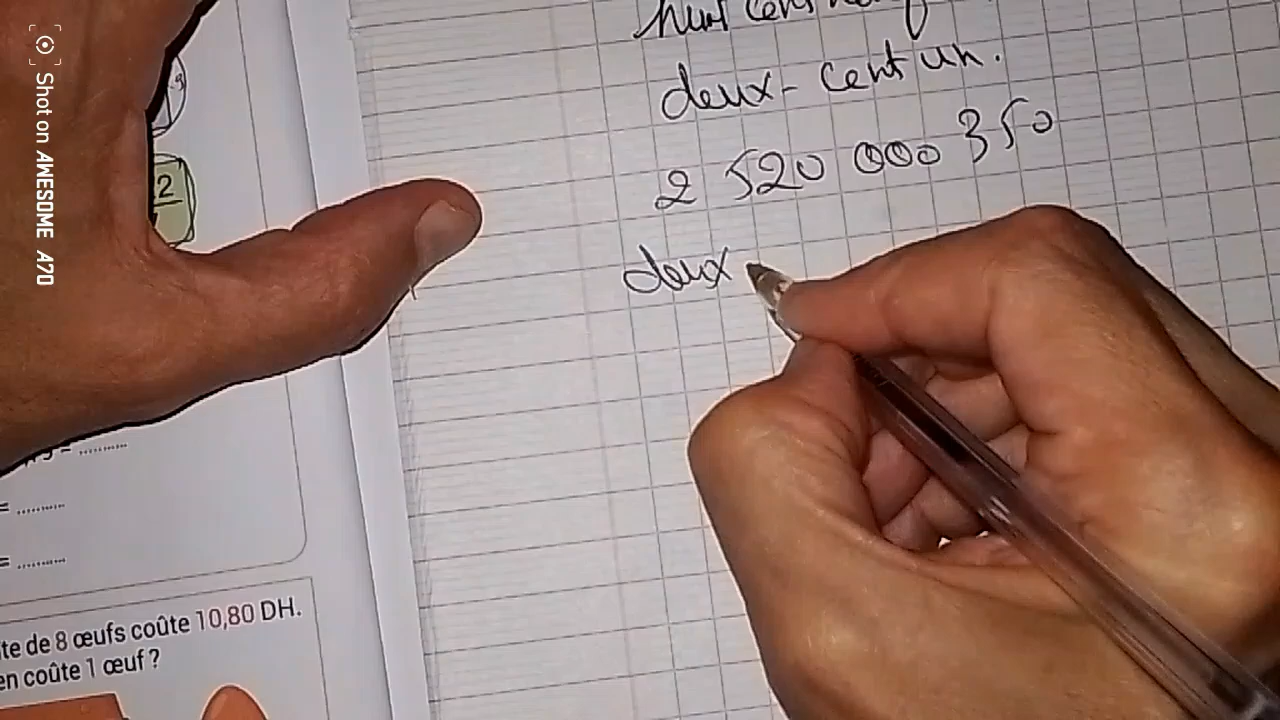 Shot on AWESOME A70
deux- cent un.
2 520 000 350
deux
2
= ..........
= ..........
= ..........
te de 8 œufs coûte 10,80 DH.
en coûte 1 œuf ?